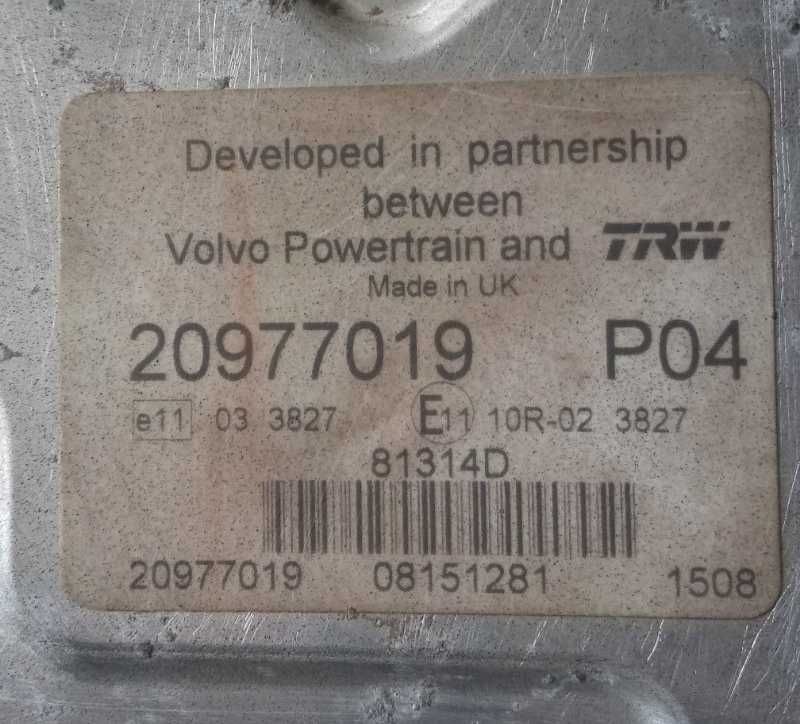 Developed in partnership
between
Volvo Powertrain and TRW
Made in UK
20977019 P04
e11 03 3827 E11 10R-02 3827
81314D
20977019 08151281 1508